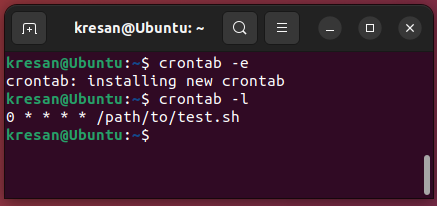 kresan@Ubuntu: ~
kresan@Ubuntu:~$ crontab -e
crontab: installing new crontab
kresan@Ubuntu:~$ crontab -l
0 * * * * /path/to/test.sh
kresan@Ubuntu:~$